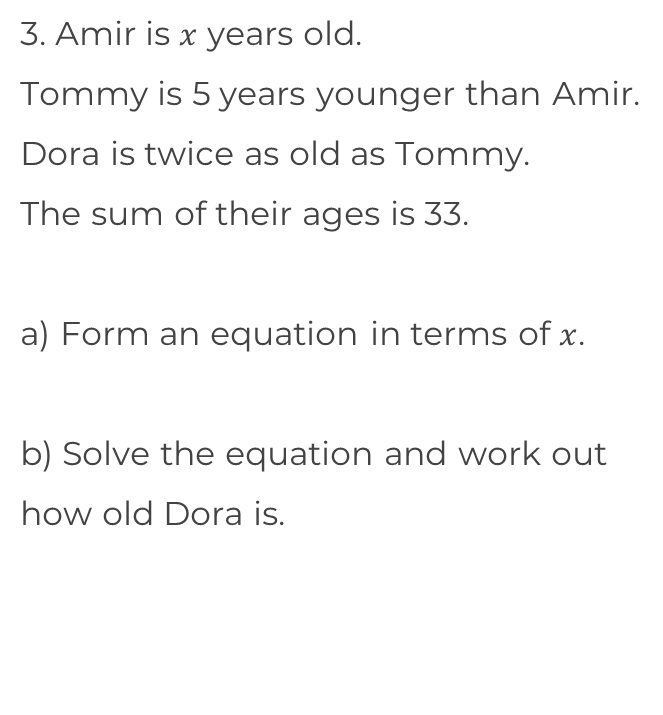 3. Amir is x years old.
Tommy is 5 years younger than Amir.
Dora is twice as old as Tommy.
The sum of their ages is 33.
a) Form an equation in terms of x.
b) Solve the equation and work out
how old Dora is.